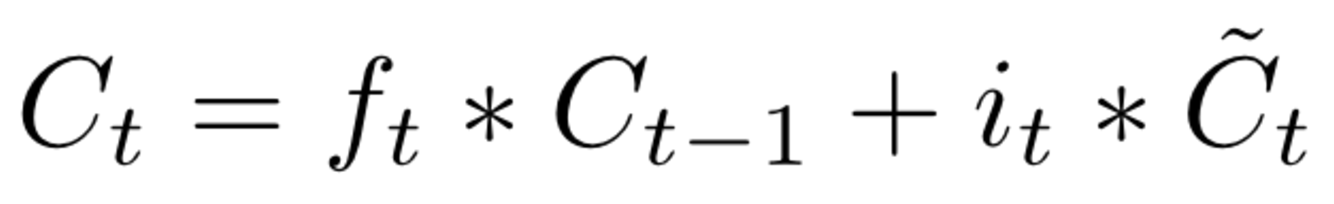 C_t = f_t * C_{t-1} + i_t * \tilde{C}_t